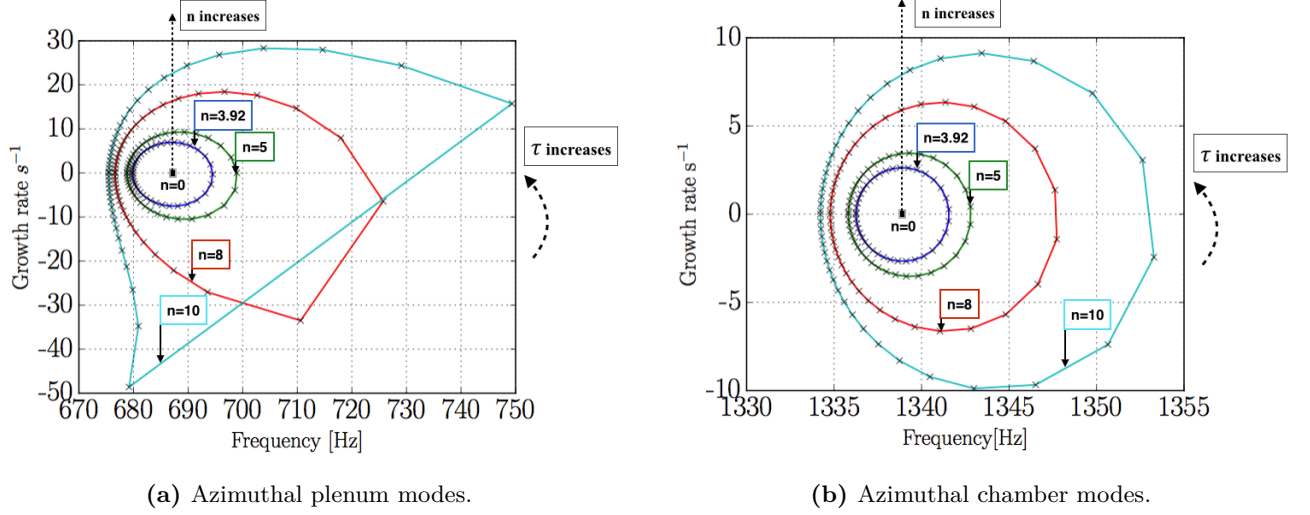 n increases
30
20
10
0
-10
-20
-30
-40
-50
670
680
690
700
710
720
730
740
750
Growth rate s⁻¹
Frequency [Hz]
n=3.92
n=5
n=0
n=8
n=10
τ increases
(a) Azimuthal plenum modes.
n increases
10
5
0
-5
-10
1330
1335
1340
1345
1350
1355
Growth rate s⁻¹
Frequency[Hz]
n=3.92
n=5
n=0
n=8
n=10
τ increases
(b) Azimuthal chamber modes.